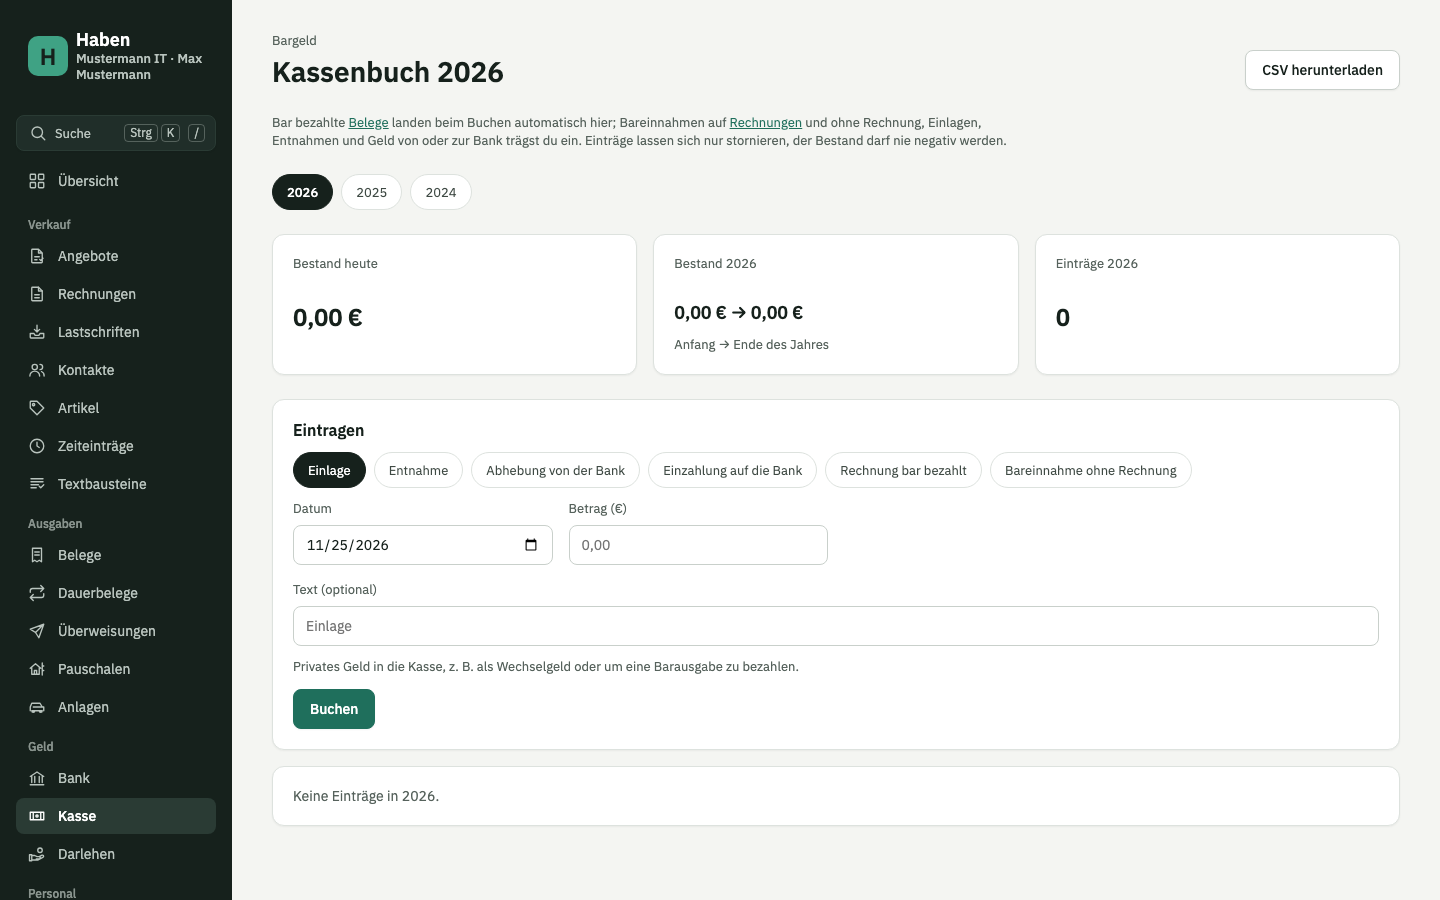 H
Haben
Mustermann IT · Max
Mustermann
Suche Strg K /
Übersicht
Verkauf
Angebote
Rechnungen
Lastschriften
Kontakte
Artikel
Zeiteinträge
Textbausteine
Ausgaben
Belege
Dauerbelege
Überweisungen
Pauschalen
Anlagen
Geld
Bank
Kasse
Darlehen
Personal
Bargeld
Kassenbuch 2026
CSV herunterladen
Bar bezahlte Belege landen beim Buchen automatisch hier; Bareinnahmen auf Rechnungen und ohne Rechnung, Einlagen,
Entnahmen und Geld von oder zur Bank trägst du ein. Einträge lassen sich nur stornieren, der Bestand darf nie negativ werden.
2026 2025 2024
Bestand heute
0,00 €
Bestand 2026
0,00 € → 0,00 €
Anfang → Ende des Jahres
Einträge 2026
0
Eintragen
Einlage Entnahme Abhebung von der Bank Einzahlung auf die Bank Rechnung bar bezahlt Bareinnahme ohne Rechnung
Datum Betrag (€)
11/25/2026 0,00
Text (optional)
Einlage
Privates Geld in die Kasse, z. B. als Wechselgeld oder um eine Barausgabe zu bezahlen.
Buchen
Keine Einträge in 2026.